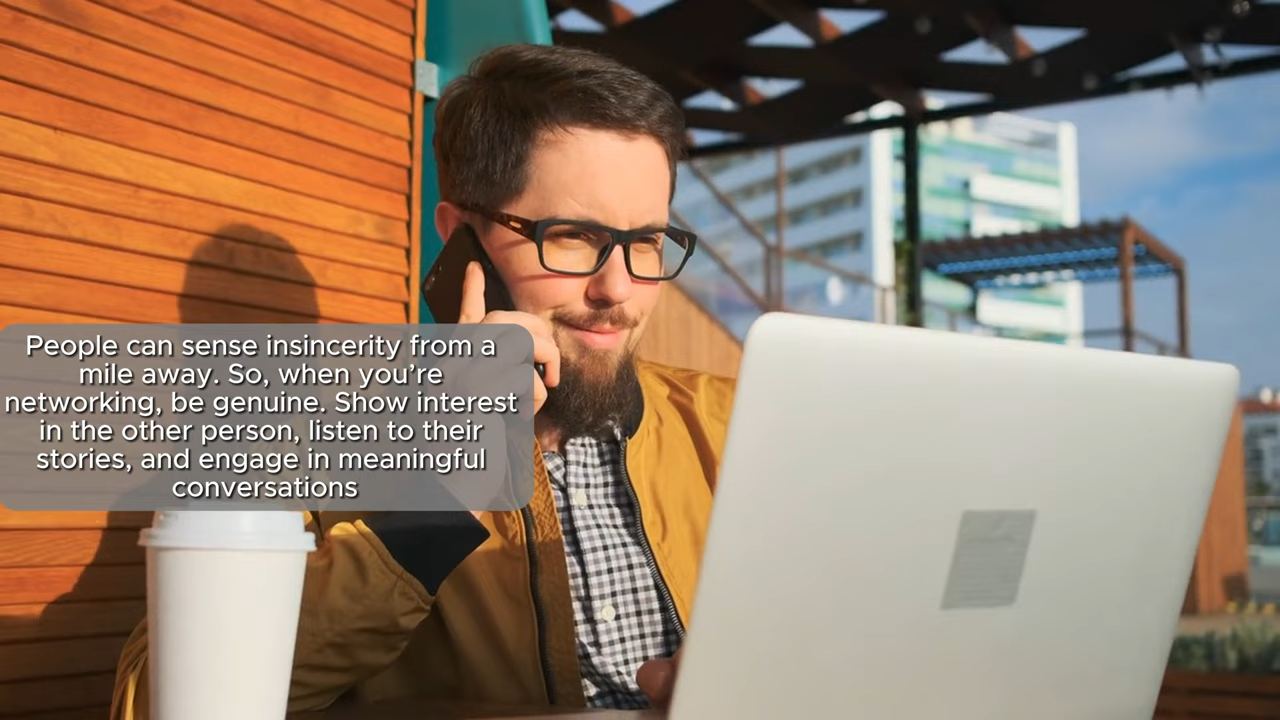 People can sense insincerity from a
mile away. So, when you’re
networking, be genuine. Show interest
in the other person, listen to their
stories, and engage in meaningful
conversations